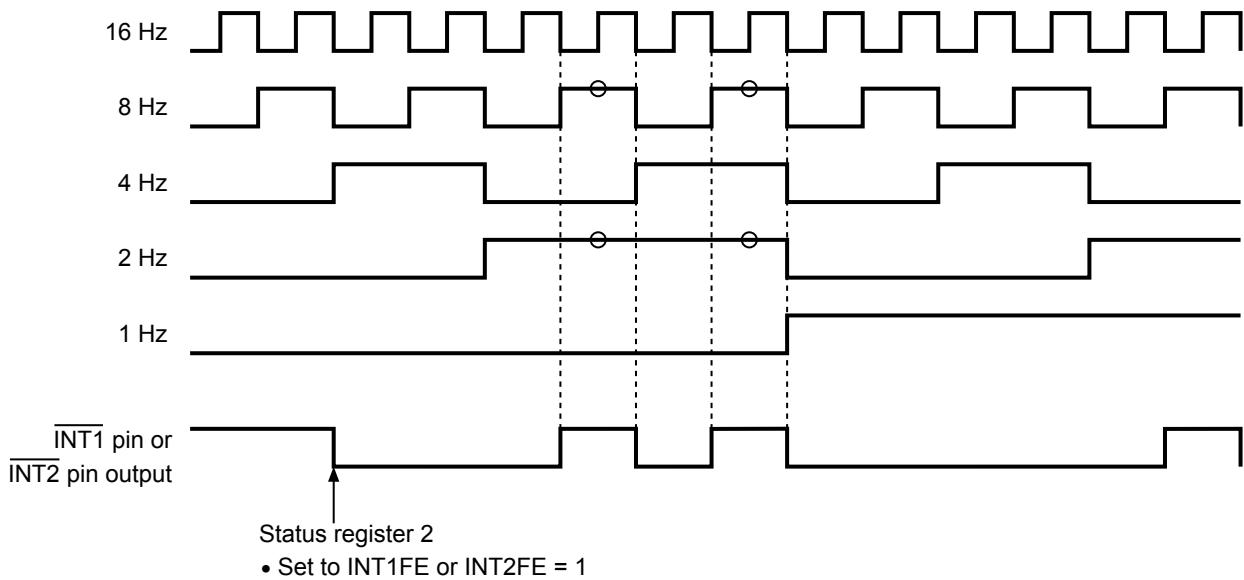 16 Hz
8 Hz
4 Hz
2 Hz
1 Hz
INT1 pin or
INT2 pin output
Status register 2
• Set to INT1FE or INT2FE = 1